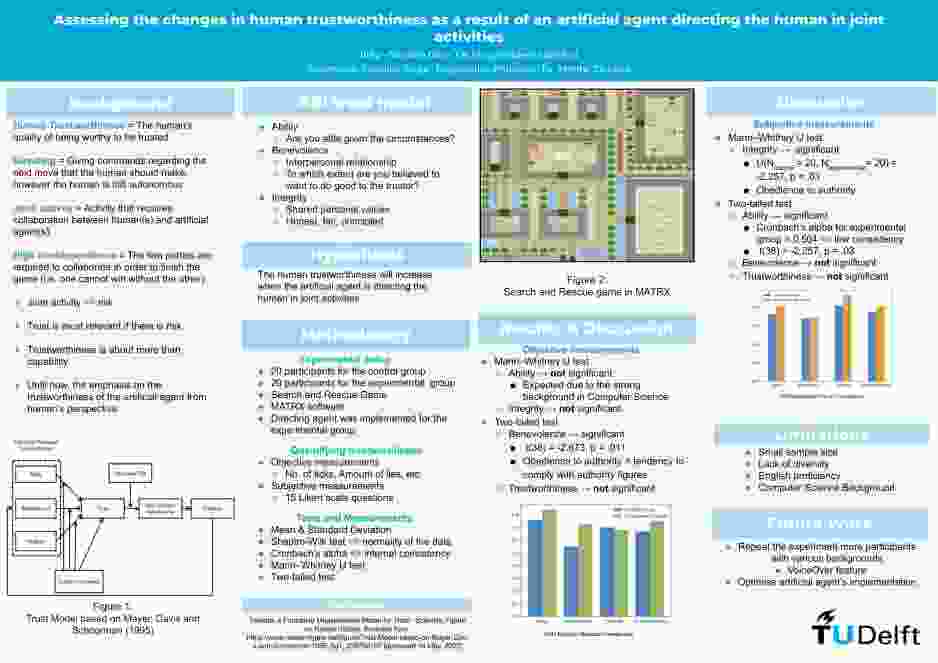 Assessing the changes in human trustworthiness as a result of an artificial agent directing the human in joint
activities
Background
Human Trustworthiness = The human's
quality of being worthy to be trusted
Directing = Giving commands regarding the
next move that the human should make,
however the human is still autonomous
Joint activity = Activity that requires
collaboration between human(s) and artificial
agent(s)
High Interdependence = The two parties are
required to collaborate in order to finish the
game (i.e. one cannot win without the other)
Joint activity => risk
Trust is most relevant if there is risk
Trustworthiness is about more than
capability
Until now, the emphasis on the
trustworthiness of the artificial agent from
human's perspective
Figure 1.
Trust Model based on Mayer, Davis and
Schoorman (1995)
ABI trust model
Ability
Are you able given the circumstances?
Benevolence
Interpersonal relationship
To which extent are you believed to
want to do good to the trustor?
Integrity
Shared personal values
Honest, fair, principled
Hypothesis
The human trustworthiness will increase
when the artificial agent is directing the
human in joint activities
Methodology
Experiment setup
20 participants for the control group
20 participants for the experimental group
Search and Rescue Game
MATRX software
Directing agent was implemented for the
experimental group
Quantifying trustworthiness
Objective measurements
No. of ticks, Amount of lies, etc.
Subjective measurements
15 Likert scale questions
Tests and Measurements
Mean & Standard Deviation
Shapiro-Wilk test => normality of the data
Cronbach's alpha => internal consistency
Mann–Whitney U test
Two-tailed test
Figure 2.
Search and Rescue game in MATRX
Results & Discussion
Objective measurements
Mann–Whitney U test
Ability → not significant
Expected due to the strong
background in Computer Science
Integrity → not significant
Two-tailed test
Benevolence → significant
t(38) = -2.673, p = .011
Obedience to authority = tendency to
comply with authority figures
Trustworthiness → not significant
Subjective measurements
Mann–Whitney U test
Integrity → significant
= 20, N = 20) =
-2.257, p = .03
Obedience to authority
Two-tailed test
Ability → significant
Cronbach's alpha for experimental
group = 0.504 => low consistency
t(38) = -2.257, p = .03
Benevolence → not significant
Trustworthiness → not significant
Limitations
Small sample size
Lack of diversity
English proficiency
Computer Science Background
Future work
Repeat the experiment more participants
with various backgrounds
VoiceOver feature
Optimise artificial agent's implementation
TUDelft